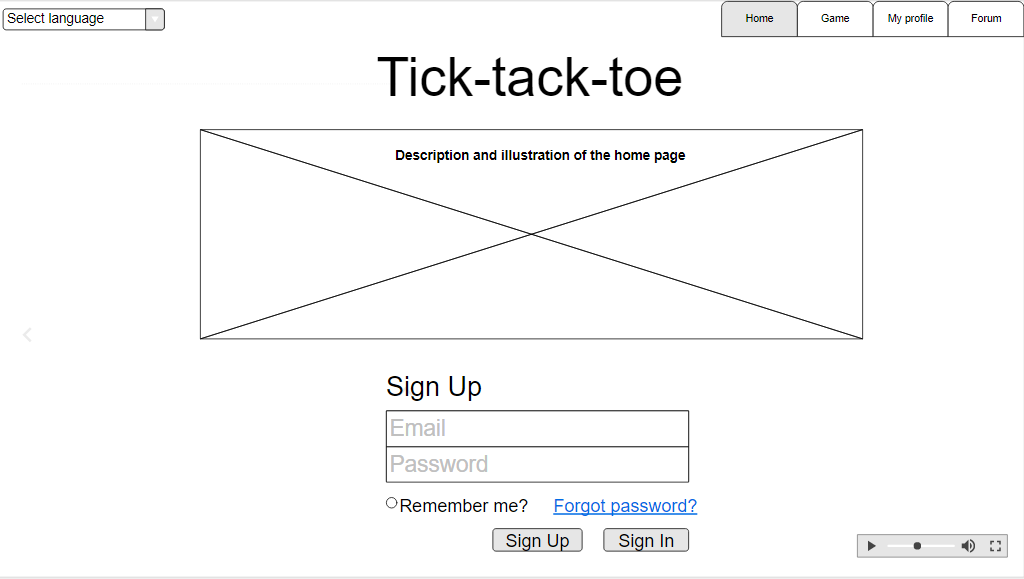 Select language
Home
Game
My profile
Forum
Tick-tack-toe
Description and illustration of the home page
Sign Up
Email
Password
Remember me?
Forgot password?
Sign Up
Sign In